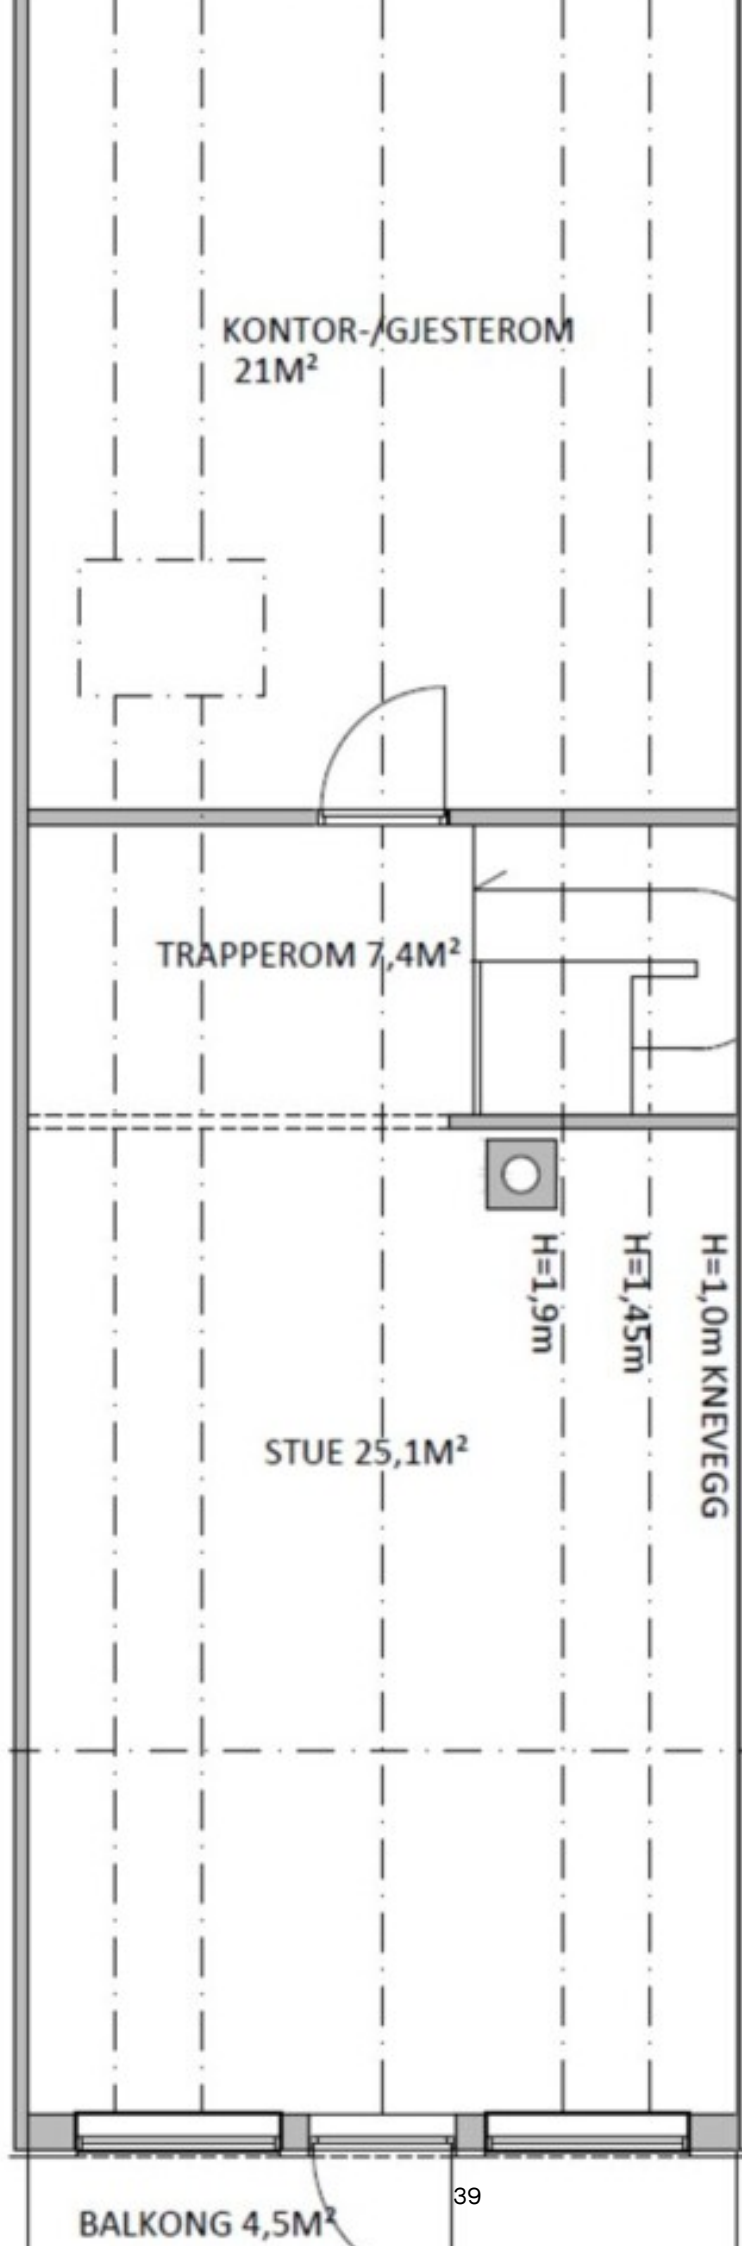 KONTOR-/GJESTEROM
21M²
TRAPPEROM 7,4M²
H=1,9m
H=1,45m
H=1,0m KNEVEGG
STUE 25,1M²
39
BALKONG 4,5M²